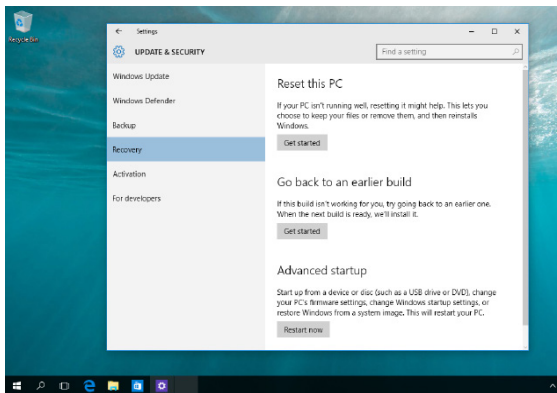 Recycle Bin
Settings
UPDATE & SECURITY
Find a setting
Windows Update
Windows Defender
Backup
Recovery
Activation
For developers
Reset this PC
If your PC isn't running well, resetting it might help. This lets you
choose to keep your files or remove them, and then reinstalls
Windows.
Get started
Go back to an earlier build
If this build isn't working for you, try going back to an earlier one.
When the next build is ready, we'll install it.
Get started
Advanced startup
Start up from a device or disc (such as a USB drive or DVD), change
your PC's firmware settings, change Windows startup settings, or
restore Windows from a system image. This will restart your PC.
Restart now